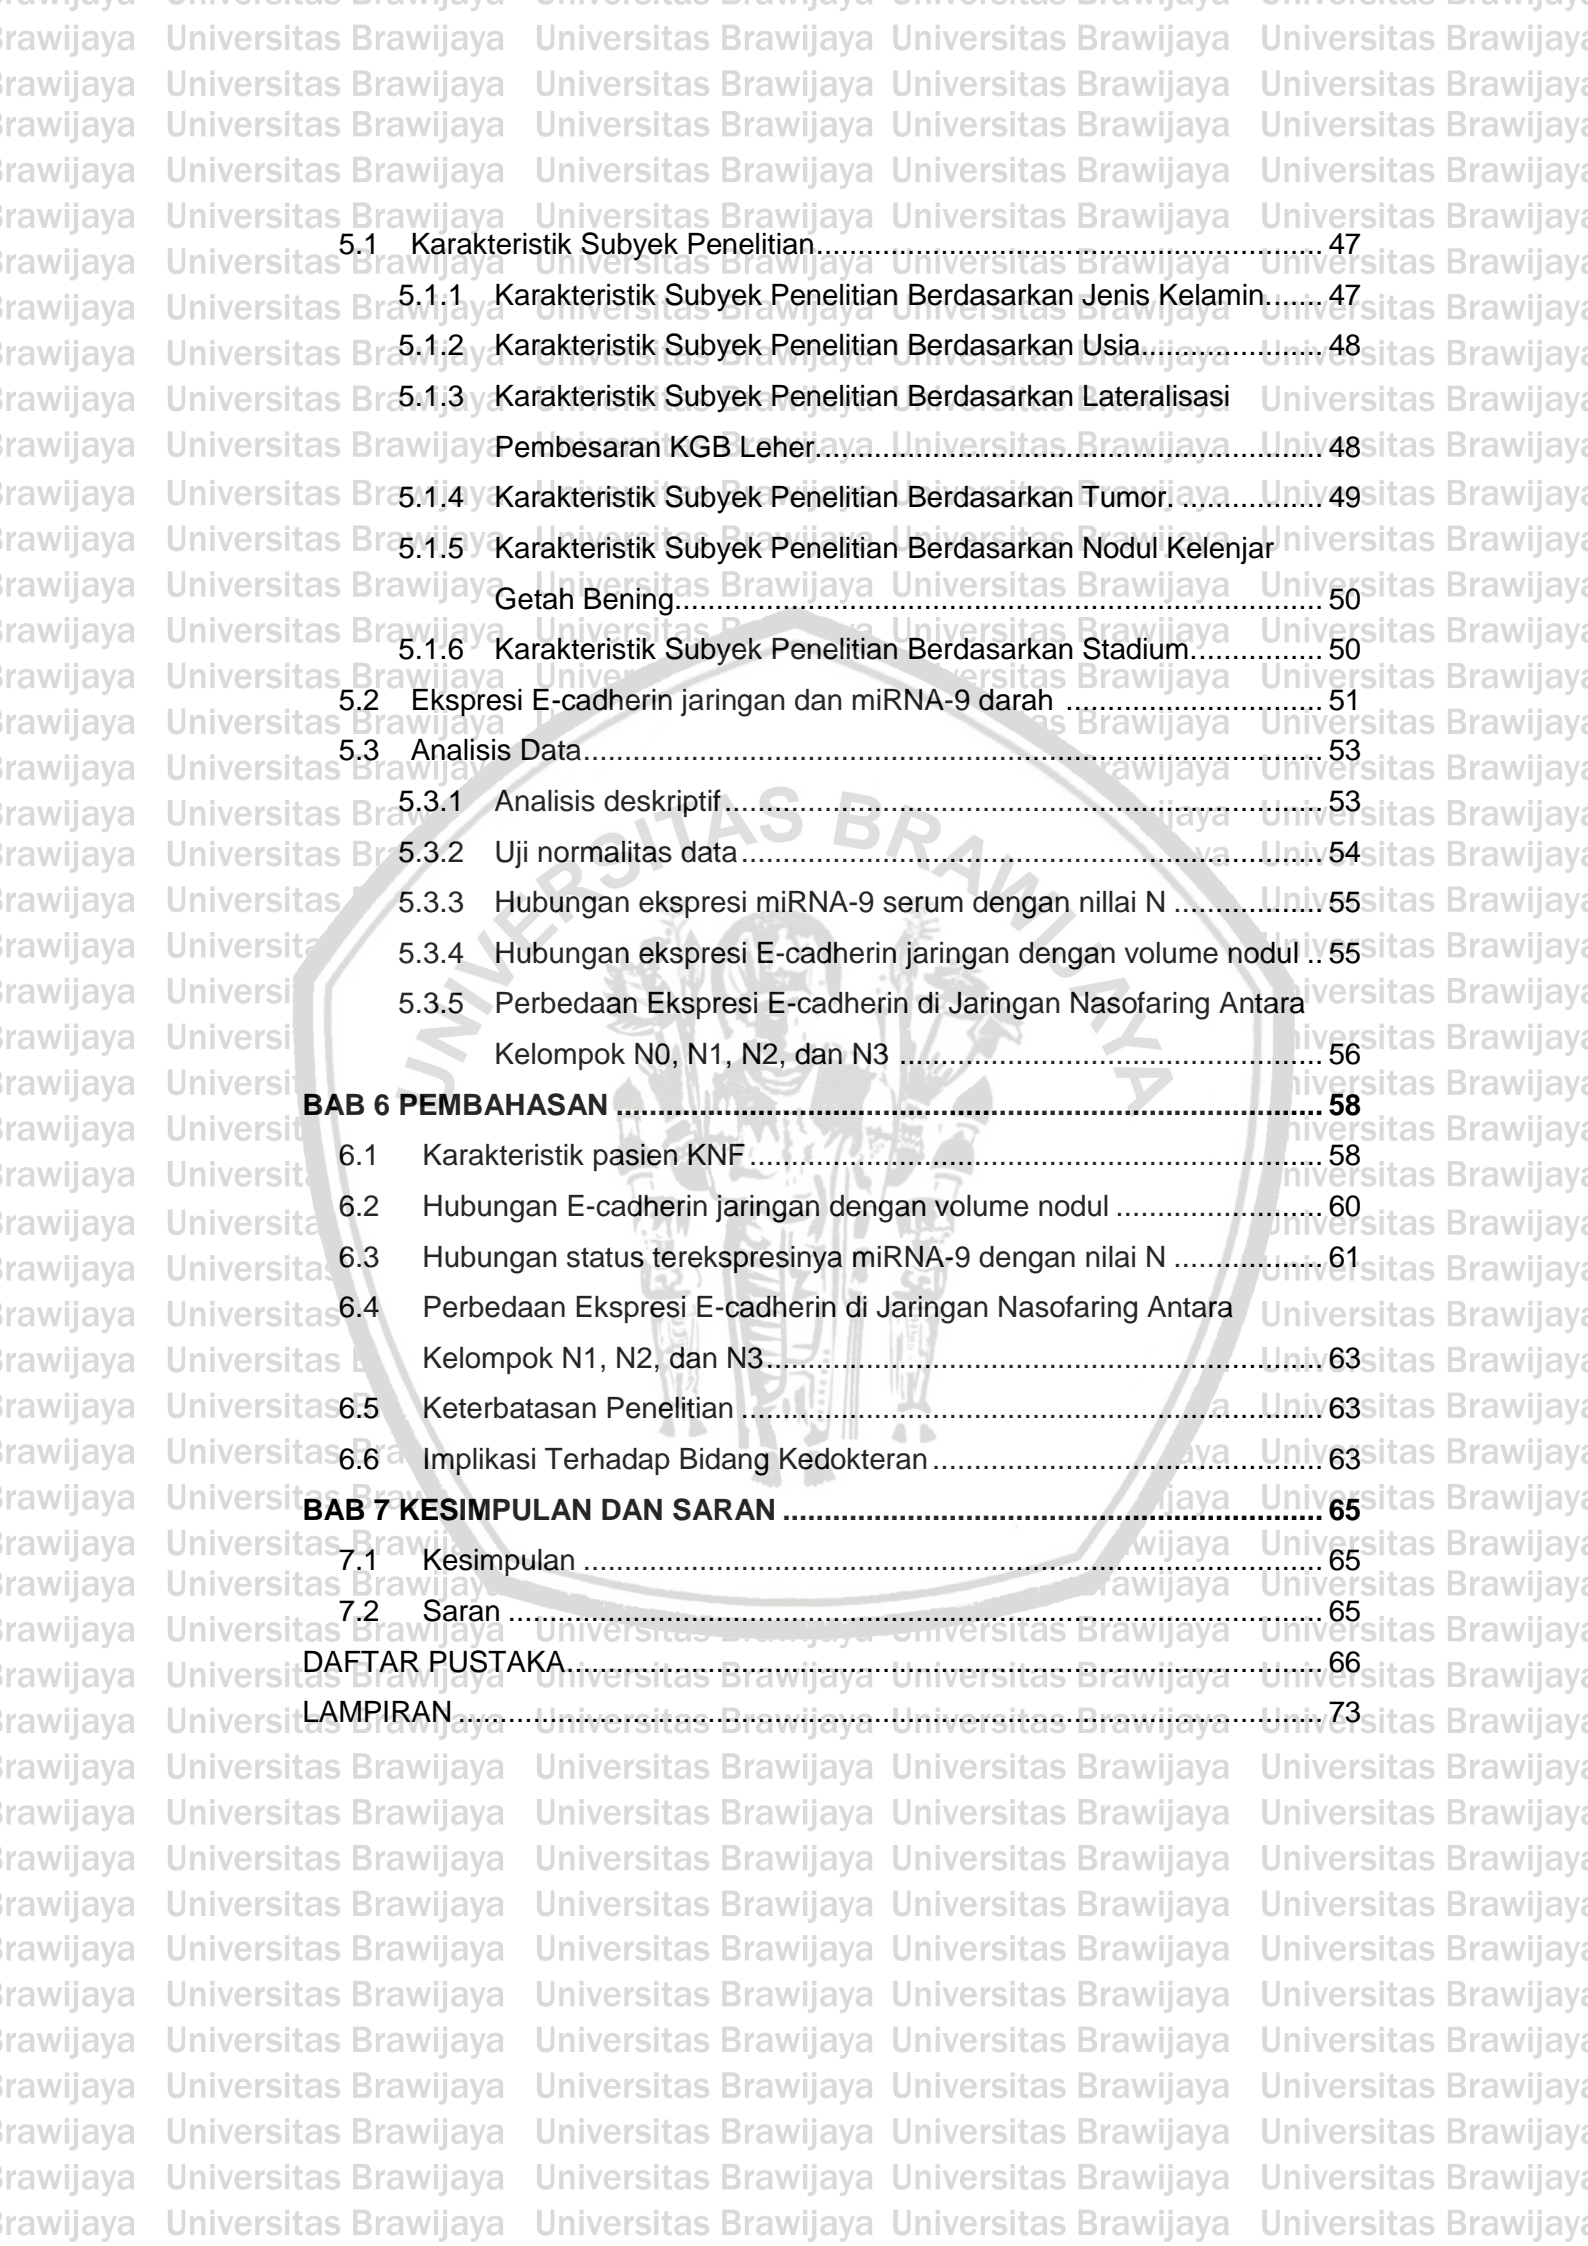 5.1 Karakteristik Subyek Penelitian............................................................. 47
5.1.1 Karakteristik Subyek Penelitian Berdasarkan Jenis Kelamin....... 47
5.1.2 Karakteristik Subyek Penelitian Berdasarkan Usia...................... 48
5.1.3 Karakteristik Subyek Penelitian Berdasarkan Lateralisasi
Pembesaran KGB Leher............................................................. 48
5.1.4 Karakteristik Subyek Penelitian Berdasarkan Tumor. ................. 49
5.1.5 Karakteristik Subyek Penelitian Berdasarkan Nodul Kelenjar
Getah Bening.............................................................................. 50
5.1.6 Karakteristik Subyek Penelitian Berdasarkan Stadium................ 50
5.2 Ekspresi E-cadherin jaringan dan miRNA-9 darah ............................... 51
5.3 Analisis Data......................................................................................... 53
5.3.1 Analisis deskriptif........................................................................ 53
5.3.2 Uji normalitas data...................................................................... 54
5.3.3 Hubungan ekspresi miRNA-9 serum dengan nillai N .................. 55
5.3.4 Hubungan ekspresi E-cadherin jaringan dengan volume nodul .. 55
5.3.5 Perbedaan Ekspresi E-cadherin di Jaringan Nasofaring Antara
Kelompok N0, N1, N2, dan N3 ................................................... 56
BAB 6 PEMBAHASAN ..................................................................................... 58
6.1 Karakteristik pasien KNF..................................................................... 58
6.2 Hubungan E-cadherin jaringan dengan volume nodul ......................... 60
6.3 Hubungan status terekspresinya miRNA-9 dengan nilai N .................. 61
6.4 Perbedaan Ekspresi E-cadherin di Jaringan Nasofaring Antara
Kelompok N1, N2, dan N3................................................................... 63
6.5 Keterbatasan Penelitian ...................................................................... 63
6.6 Implikasi Terhadap Bidang Kedokteran............................................... 63
BAB 7 KESIMPULAN DAN SARAN ................................................................. 65
7.1 Kesimpulan ......................................................................................... 65
7.2 Saran .................................................................................................. 65
DAFTAR PUSTAKA........................................................................................... 66
LAMPIRAN ........................................................................................................ 73
UNIVERSITAS BRAWIJAYA